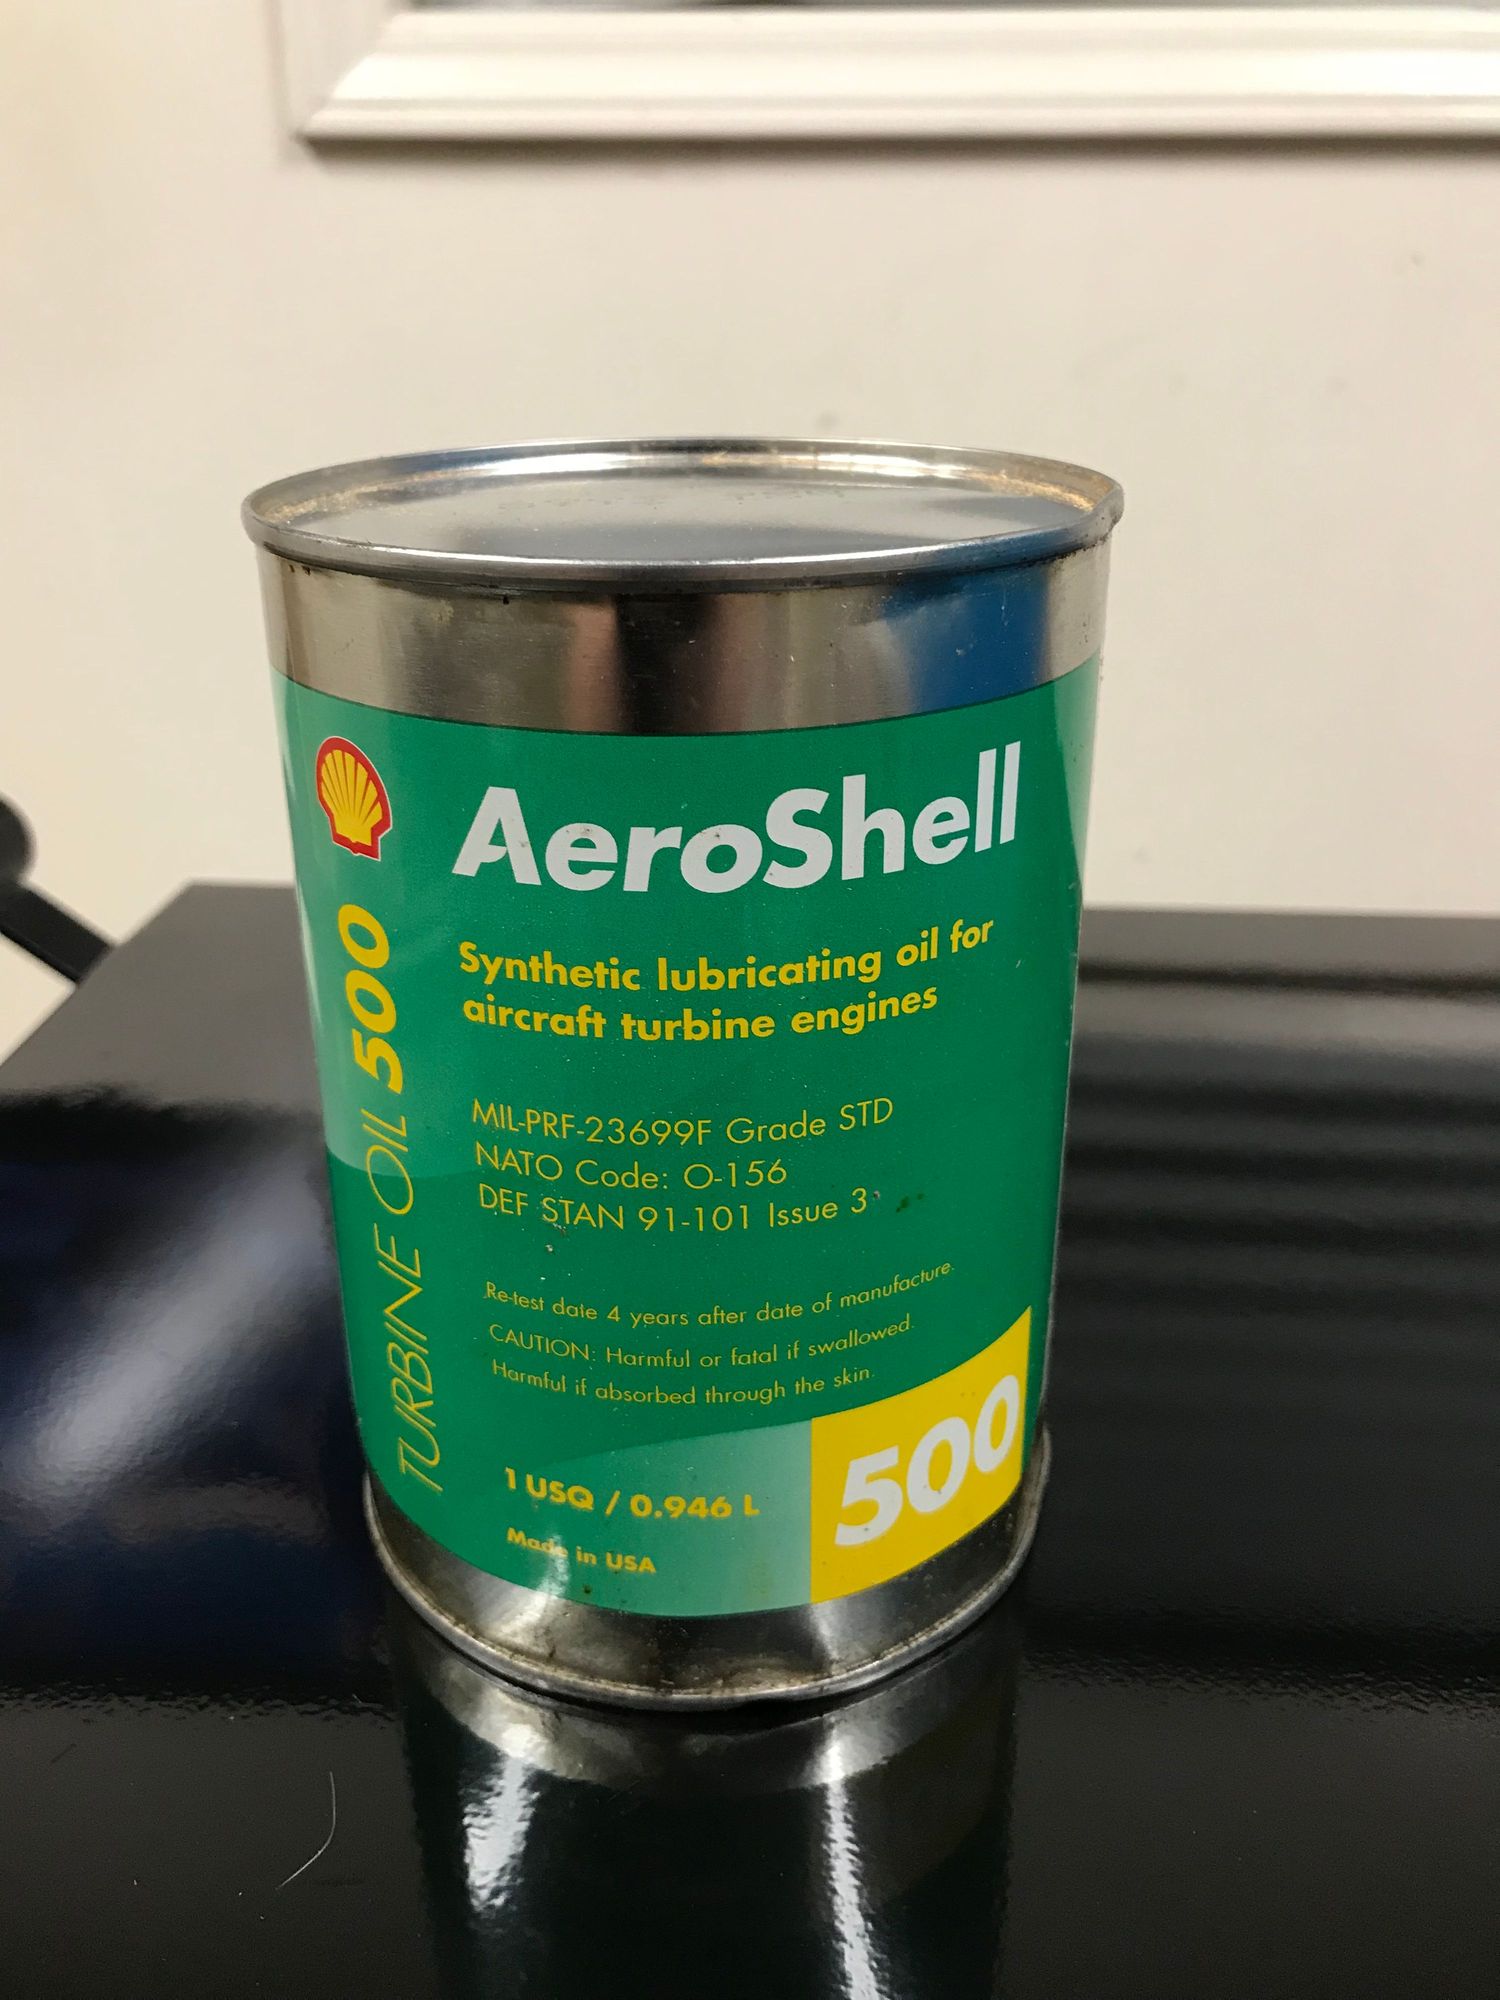 TURBINE OIL 500
AeroShell
Synthetic lubricating oil for
aircraft turbine engines
MIL-PRF-23699F Grade STD
NATO Code: O-156
DEF STAN 91-101 Issue 3
Re-test date 4 years after date of manufacture.
CAUTION: Harmful or fatal if swallowed.
Harmful if absorbed through the skin.
500
1 USQ / 0.946 L
Made in USA